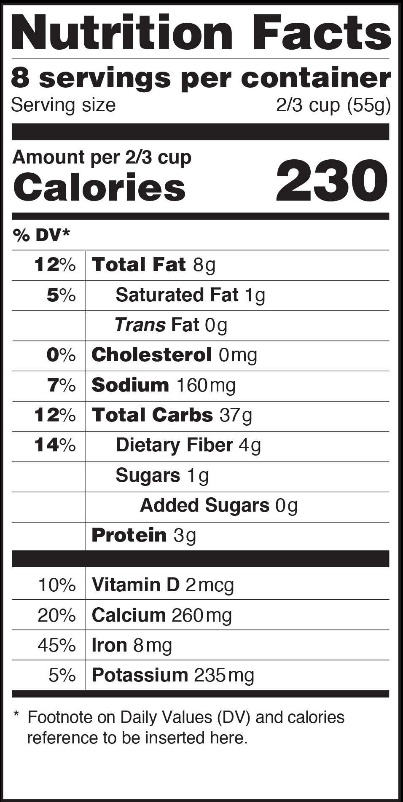 Nutrition Facts
8 servings per container
Serving size 2/3 cup (55g)
Amount per 2/3 cup
Calories 230
% DV*
12% Total Fat 8g
5% Saturated Fat 1g
Trans Fat 0g
0% Cholesterol 0mg
7% Sodium 160mg
12% Total Carbs 37g
14% Dietary Fiber 4g
Sugars 1g
Added Sugars 0g
Protein 3g
10% Vitamin D 2mcg
20% Calcium 260mg
45% Iron 8mg
5% Potassium 235mg
* Footnote on Daily Values (DV) and calories
reference to be inserted here.